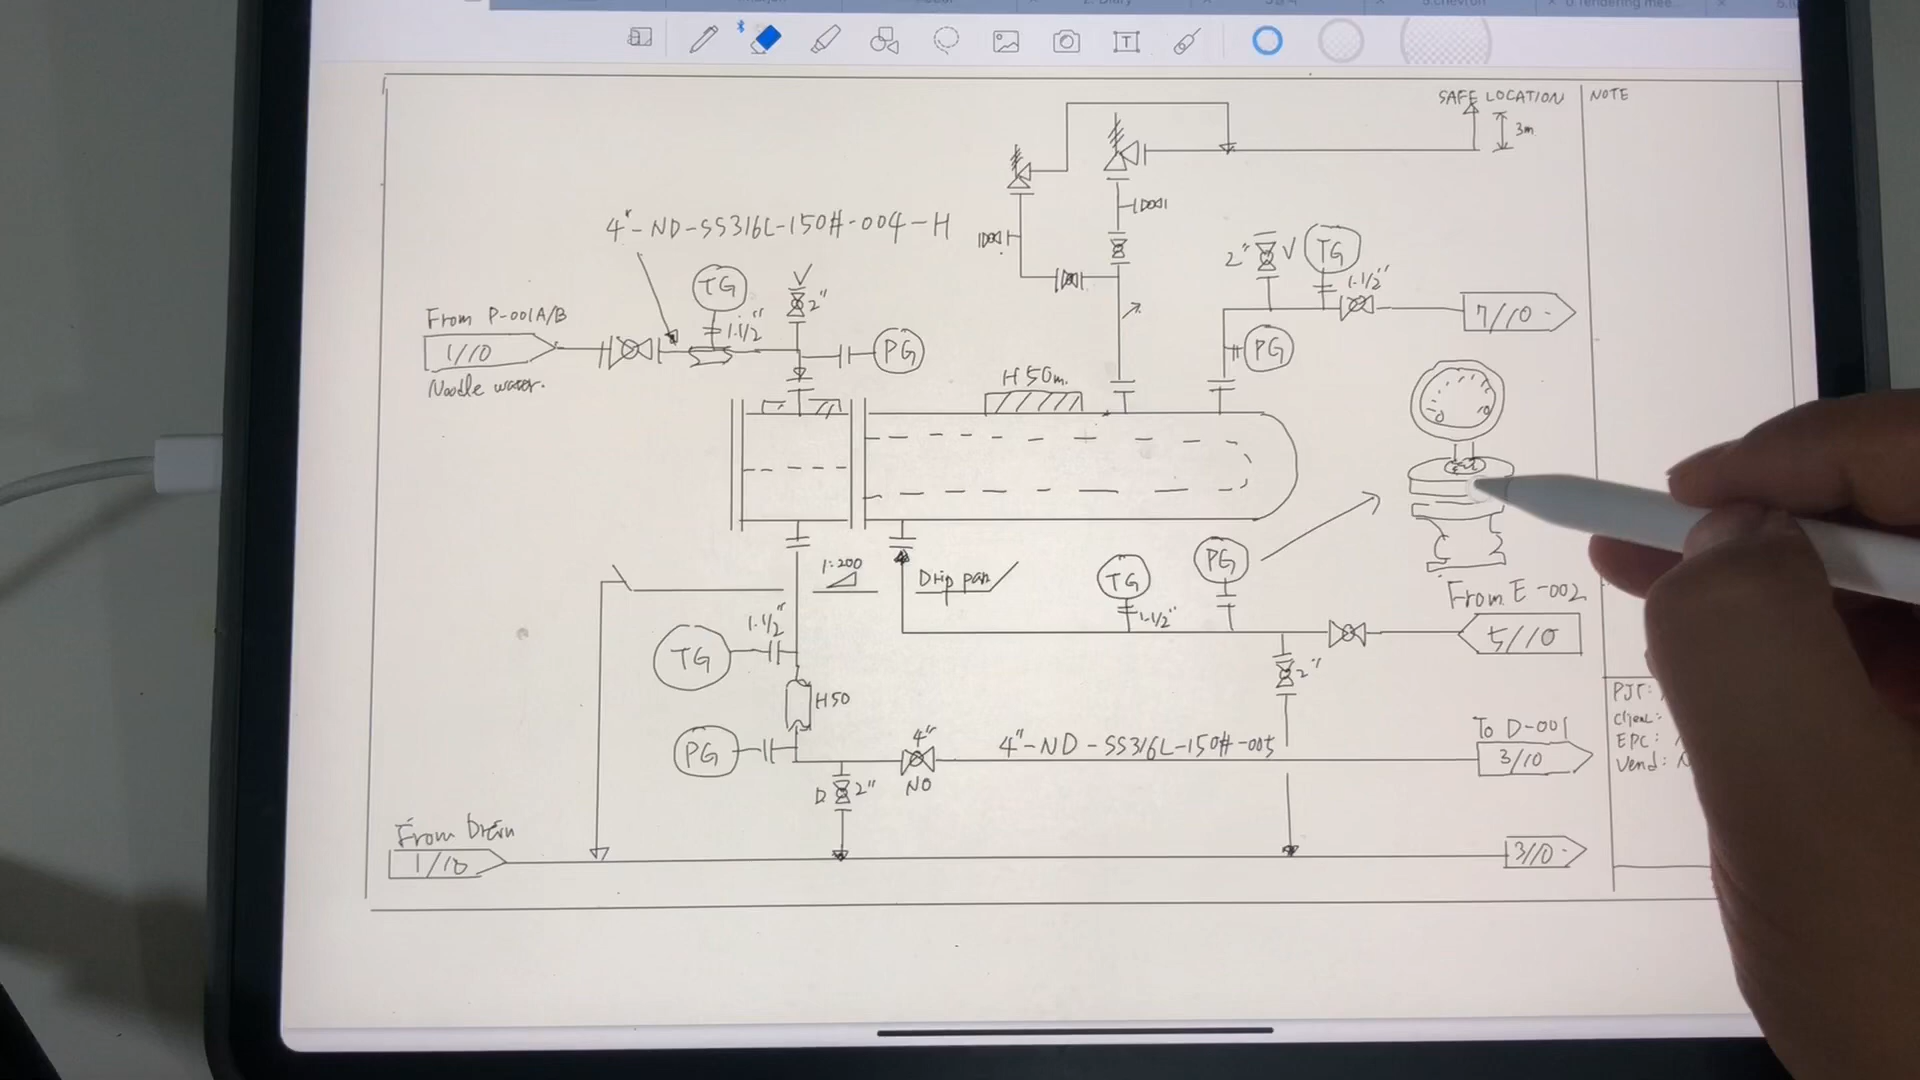 SAFE LOCATION
NOTE
3m
4"-ND-SS316L-150#-004-H
2" V
TG
1-1/2"
TG
V
2"
1-1/2"
From P-001A/B
1/10
Noodle water.
PG
7/10
PG
H 50m.
1:200
Drip pan
TG
1-1/2"
PG
From E-002
5/10
1-1/2"
TG
2"
H50
PG
4"
NO
4"-ND-SS316L-150#-005
To D-001
3/10
D
2"
PJT:
Client:
EPC:
Vend:
From Drain
1/10
3/10